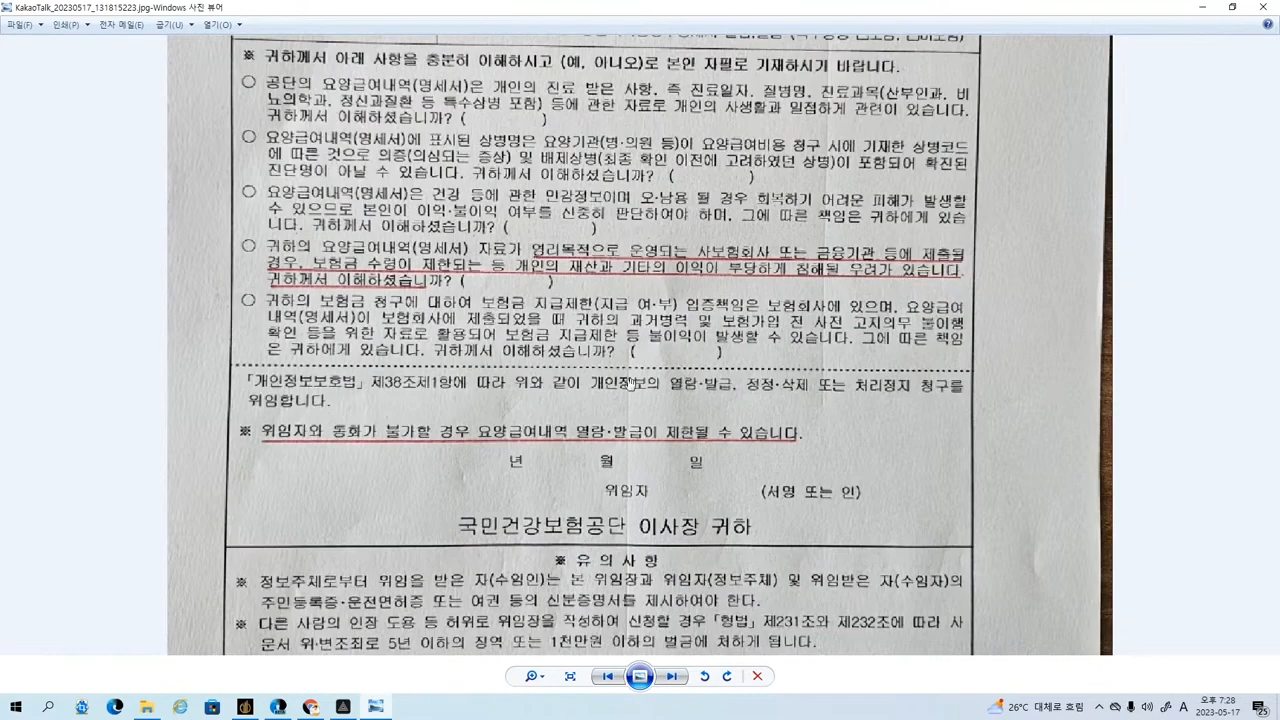 KakaoTalk_20230517_131815223.jpg-Windows 사진 뷰어
파일(F) 인쇄(P) 전자 메일(E) 굽기(U) 열기(O)
※ 귀하께서 아래 사항을 충분히 이해하시고 (예, 아니오)로 본인 자필로 기재하시기 바랍니다.
○ 공단의 요양급여내역(명세서)은 개인의 진료 받은 사항, 즉 진료일자, 질병명, 진료과목(산부인과, 비
뇨의학과, 정신과질환 등 특수상병 포함) 등에 관한 자료로 개인의 사생활과 밀접하게 관련이 있습니다.
귀하께서 이해하셨습니까? ( )
○ 요양급여내역(명세서)에 표시된 상병명은 요양기관(병·의원 등)이 요양급여비용 청구 시에 기재한 상병코드
에 따른 것으로 의증(의심되는 증상) 및 배제상병(최종 확인 이전에 고려하였던 상병)이 포함되어 확진된
진단명이 아닐 수 있습니다. 귀하께서 이해하셨습니까? ( )
○ 요양급여내역(명세서)은 건강 등에 관한 민감정보이며 오·남용 될 경우 회복하기 어려운 피해가 발생할
수 있으므로 본인이 이익·불이익 여부를 신중히 판단하여야 하며, 그에 따른 책임은 귀하에게 있습
니다. 귀하께서 이해하셨습니까? ( )
○ 귀하의 요양급여내역(명세서) 자료가 영리목적으로 운영되는 사보험회사 또는 금융기관 등에 제출될
경우, 보험금 수령이 제한되는 등 개인의 재산과 기타의 이익이 부당하게 침해될 우려가 있습니다.
귀하께서 이해하셨습니까? ( )
○ 귀하의 보험금 청구에 대하여 보험금 지급제한(지급 여·부) 입증책임은 보험회사에 있으며, 요양급여
내역(명세서)이 보험회사에 제출되었을 때 귀하의 과거병력 및 보험가입 전 사전 고지의무 불이행
확인 등을 위한 자료로 활용되어 보험금 지급제한 등 불이익이 발생할 수 있습니다. 그에 따른 책임
은 귀하에게 있습니다. 귀하께서 이해하셨습니까? ( )
「개인정보보호법」 제38조제1항에 따라 위와 같이 개인정보의 열람·발급, 정정·삭제 또는 처리정지 청구를
위임합니다.
※ 위임자와 통화가 불가할 경우 요양급여내역 열람·발급이 제한될 수 있습니다.
년 월 일
위임자 (서명 또는 인)
국민건강보험공단 이사장 귀하
※ 유 의 사 항
※ 정보주체로부터 위임을 받은 자(수임인)는 본 위임장과 위임자(정보주체) 및 위임받은 자(수임자)의
주민등록증·운전면허증 또는 여권 등의 신분증명서를 제시하여야 한다.
※ 다른 사람의 인장 도용 등 허위로 위임장을 작성하여 신청할 경우 「형법」 제231조와 제232조에 따라 사
문서 위·변조죄로 5년 이하의 징역 또는 1천만원 이하의 벌금에 처하게 됩니다.
26°C 대체로 흐림 A 오후 7:28
2023-05-17